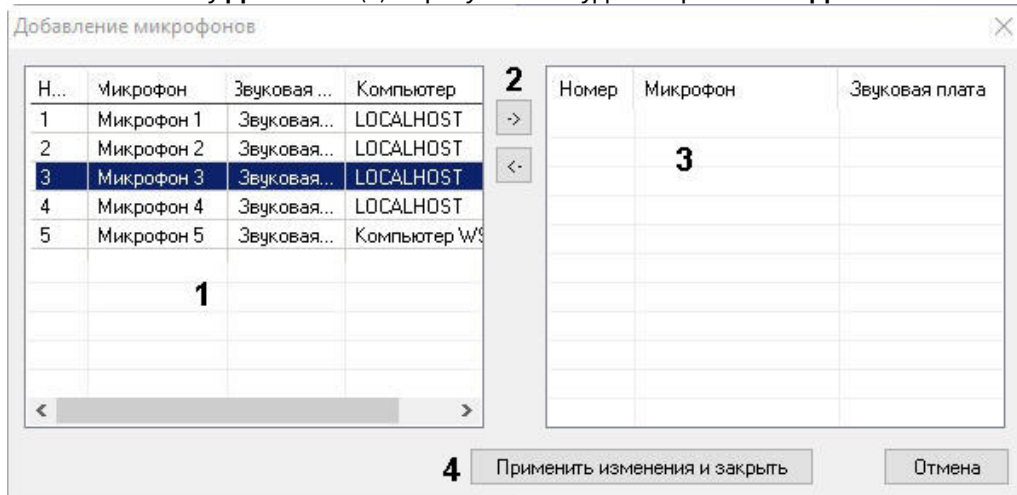 Добавление микрофонов
Н... Микрофон Звуковая ... Компьютер 2 Номер Микрофон Звуковая плата
1 Микрофон 1 Звуковая... LOCALHOST ->
2 Микрофон 2 Звуковая... LOCALHOST <- 3
3 Микрофон 3 Звуковая... LOCALHOST
4 Микрофон 4 Звуковая... LOCALHOST
5 Микрофон 5 Звуковая... Компьютер WS
1
4 Применить изменения и закрыть Отмена